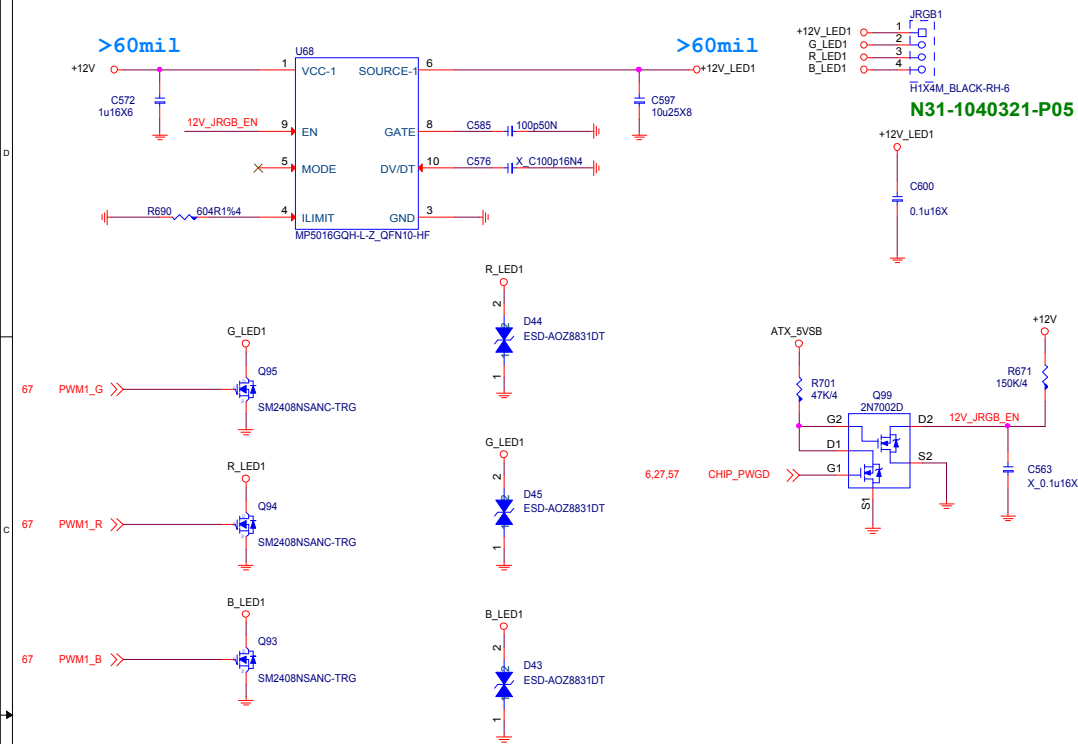 >60mil
+12V
C572
1u16X6
12V_JRGB_EN
R690 604R1%4
U68
1 VCC-1
9 EN
5 MODE
4 ILIMIT
SOURCE-1 6
GATE 8
DV/DT 10
GND 3
MP5016GQH-L-Z_QFN10-HF
>60mil
+12V_LED1
C597
10u25X8
C585 100p50N
C576 X_C100p16N4
JRGB1
+12V_LED1 1
G_LED1 2
R_LED1 3
B_LED1 4
H1X4M_BLACK-RH-6
N31-1040321-P05
+12V_LED1
C600
0.1u16X
D
C
G_LED1
Q95
67 PWM1_G
SM2408NSANC-TRG
R_LED1
Q94
67 PWM1_R
SM2408NSANC-TRG
B_LED1
Q93
67 PWM1_B
SM2408NSANC-TRG
R_LED1
2
D44
ESD-AOZ8831DT
1
G_LED1
2
D45
ESD-AOZ8831DT
1
B_LED1
2
D43
ESD-AOZ8831DT
1
ATX_5VSB
R701
47K/4
Q99
2N7002D
G2
D1
G1
S1
D2
S2
6,27,57 CHIP_PWGD
12V_JRGB_EN
+12V
R671
150K/4
C563
X_0.1u16X